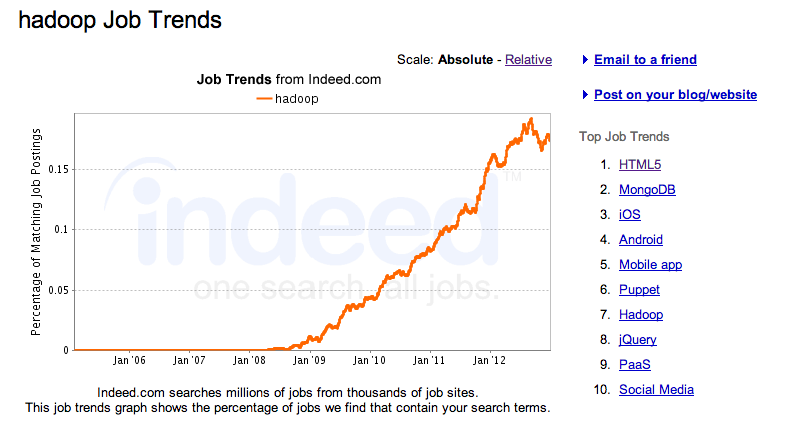 hadoop Job Trends
Scale: Absolute - Relative
Job Trends from Indeed.com
hadoop
Percentage of Matching Job Postings
0.15
0.1
0.05
0
indeed™
one search. all jobs.
Jan '06 Jan '07 Jan '08 Jan '09 Jan '10 Jan '11 Jan '12
Indeed.com searches millions of jobs from thousands of job sites.
This job trends graph shows the percentage of jobs we find that contain your search terms.
Email to a friend
Post on your blog/website
Top Job Trends
1. HTML5
2. MongoDB
3. iOS
4. Android
5. Mobile app
6. Puppet
7. Hadoop
8. jQuery
9. PaaS
10. Social Media